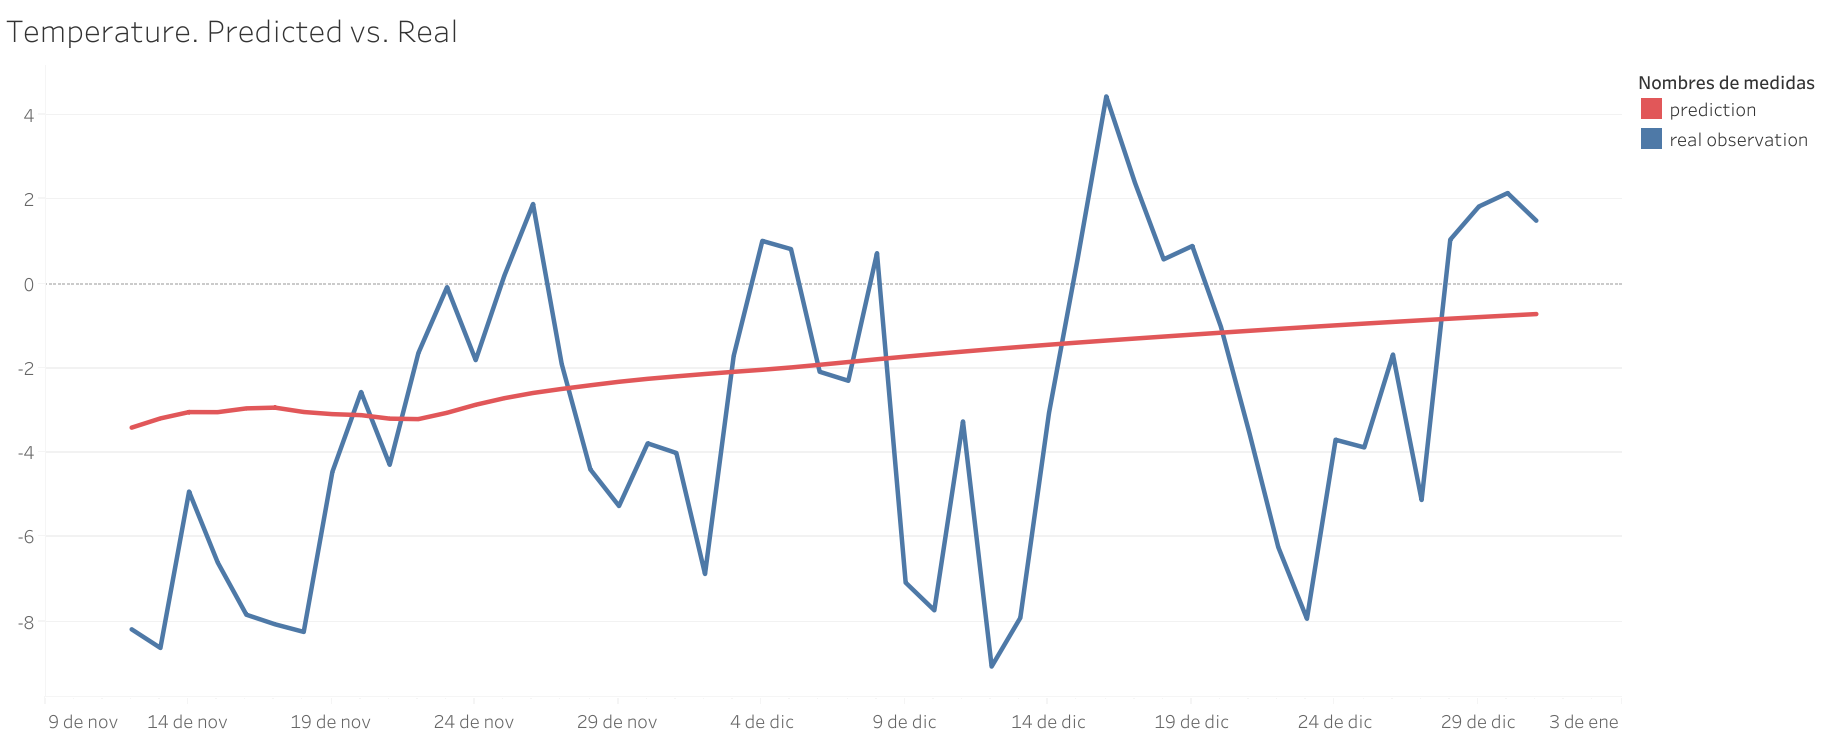 Temperature. Predicted vs. Real
Nombres de medidas
prediction
real observation
4
2
0
-2
-4
-6
-8
9 de nov
14 de nov
19 de nov
24 de nov
29 de nov
4 de dic
9 de dic
14 de dic
19 de dic
24 de dic
29 de dic
3 de ene